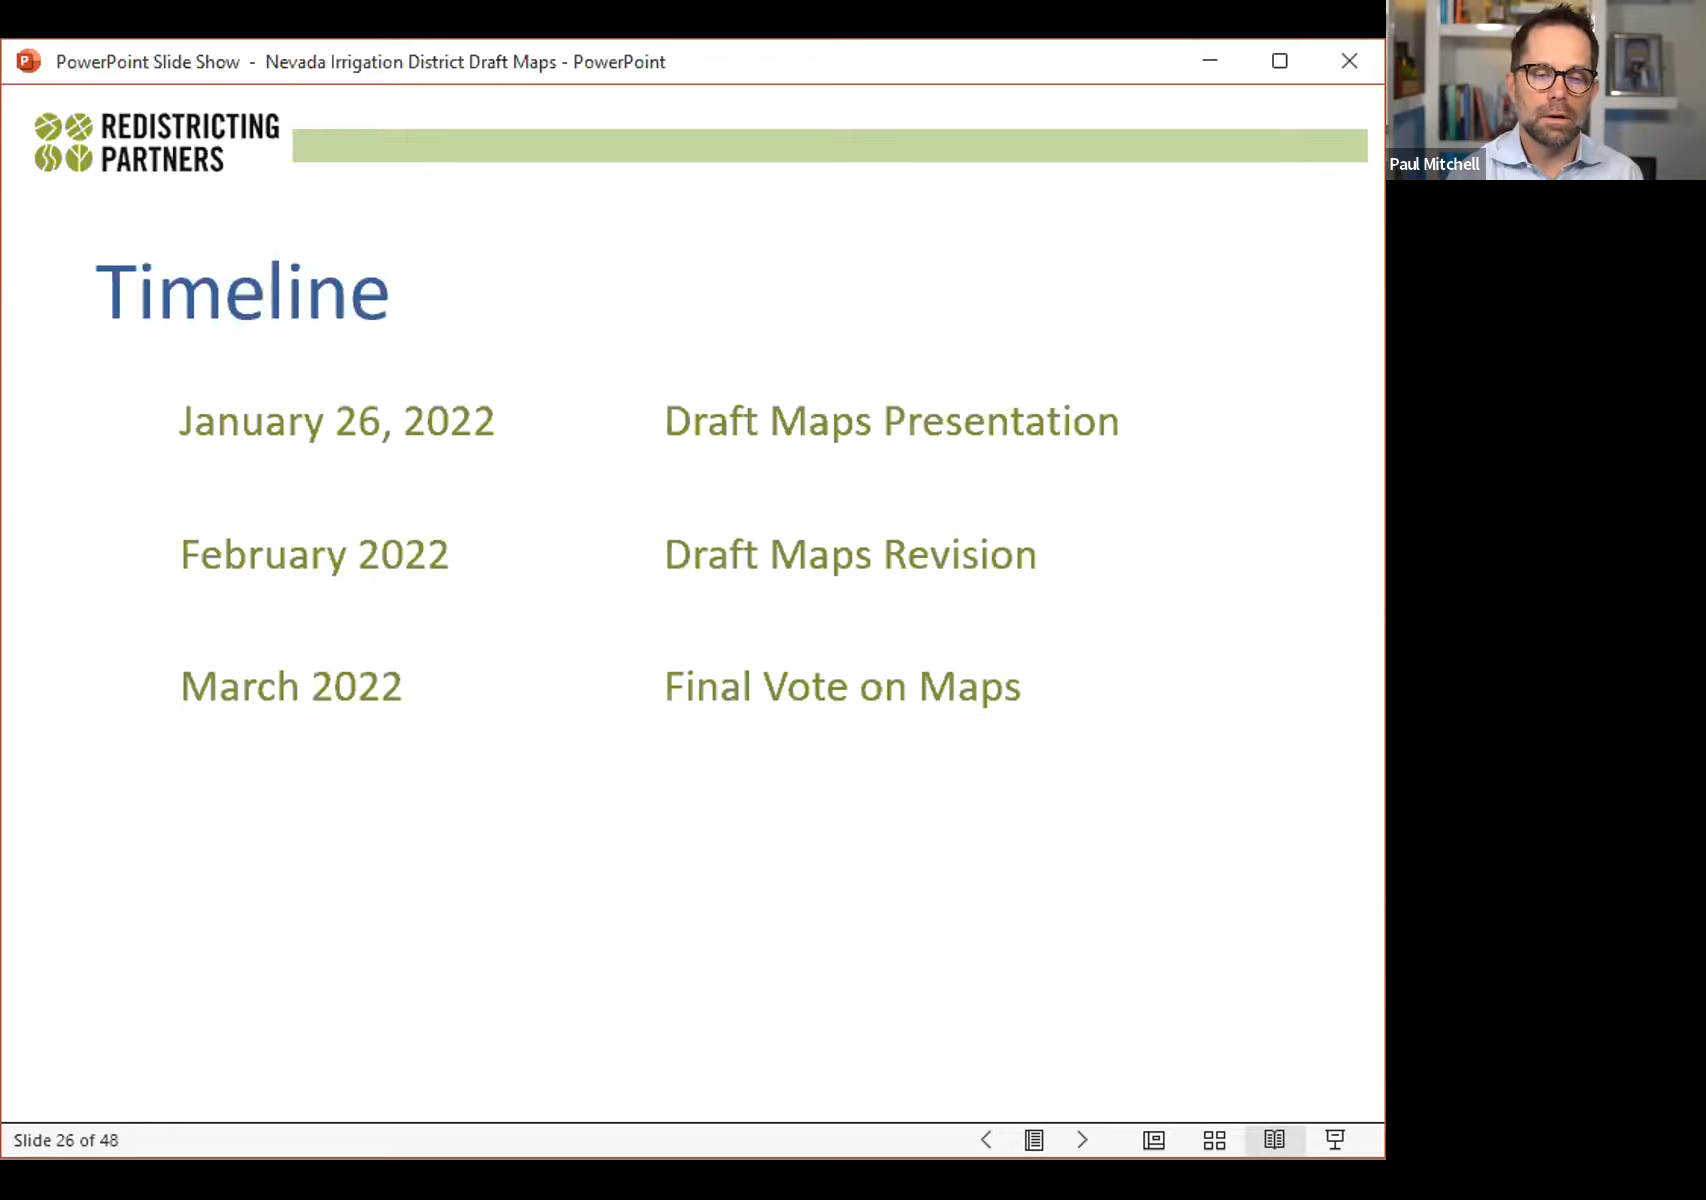 PowerPoint Slide Show - Nevada Irrigation District Draft Maps - PowerPoint
REDISTRICTING
PARTNERS
Timeline
January 26, 2022 Draft Maps Presentation
February 2022 Draft Maps Revision
March 2022 Final Vote on Maps
Slide 26 of 48
Paul Mitchell